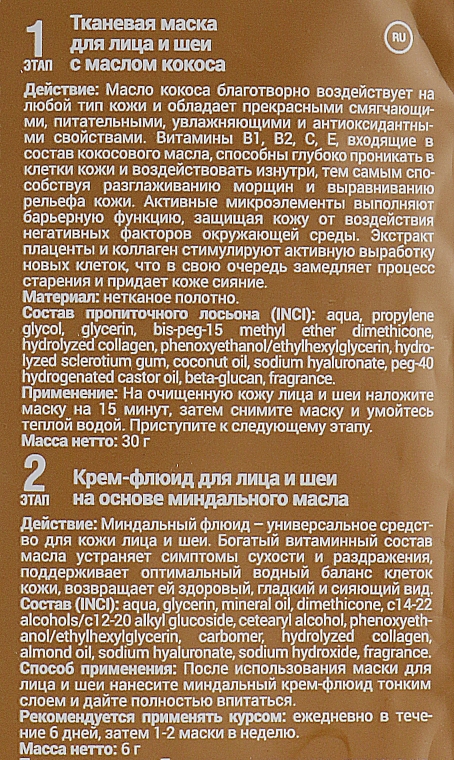 1
ЭТАП
Тканевая маска
для лица и шеи
с маслом кокоса
RU
Действие: Масло кокоса благотворно воздействует на
любой тип кожи и обладает прекрасными смягчающи-
ми, питательными, увлажняющими и антиоксидантны-
ми свойствами. Витамины В1, В2, С, Е, входящие в
состав кокосового масла, способны глубоко проникать в
клетки кожи и воздействовать изнутри, тем самым спо-
собствуя разглаживанию морщин и выравниванию
рельефа кожи. Активные микроэлементы выполняют
барьерную функцию, защищая кожу от воздействия
негативных факторов окружающей среды. Экстракт
плаценты и коллаген стимулируют активную выработку
новых клеток, что в свою очередь замедляет процесс
старения и придает коже сияние.
Материал: нетканое полотно.
Состав пропиточного лосьона (INCI): aqua, propylene
glycol, glycerin, bis-peg-15 methyl ether dimethicone,
hydrolyzed collagen, phenoxyethanol/ethylhexylglycerin, hydro-
lyzed sclerotium gum, coconut oil, sodium hyaluronate, peg-40
hydrogenated castor oil, beta-glucan, fragrance.
Применение: На очищенную кожу лица и шеи наложите
маску на 15 минут, затем снимите маску и умойтесь
теплой водой. Приступите к следующему этапу.
Масса нетто: 30 г
2
ЭТАП
Крем-флюид для лица и шеи
на основе миндального масла
Действие: Миндальный флюид – универсальное средст-
во для кожи лица и шеи. Богатый витаминный состав
масла устраняет симптомы сухости и раздражения,
поддерживает оптимальный водный баланс клеток
кожи, возвращает ей здоровый, гладкий и сияющий вид.
Состав (INCI): aqua, glycerin, mineral oil, dimethicone, c14-22
alcohols/c12-20 alkyl glucoside, cetearyl alcohol, phenoxyeth-
anol/ethylhexylglycerin, carbomer, hydrolyzed collagen,
almond oil, sodium hyaluronate, sodium hydroxide, fragrance.
Способ применения: После использования маски для
лица и шеи нанесите миндальный крем-флюид тонким
слоем и дайте полностью впитаться.
Рекомендуется применять курсом: ежедневно в тече-
ние 6 дней, затем 1-2 маски в неделю.
Масса нетто: 6 г